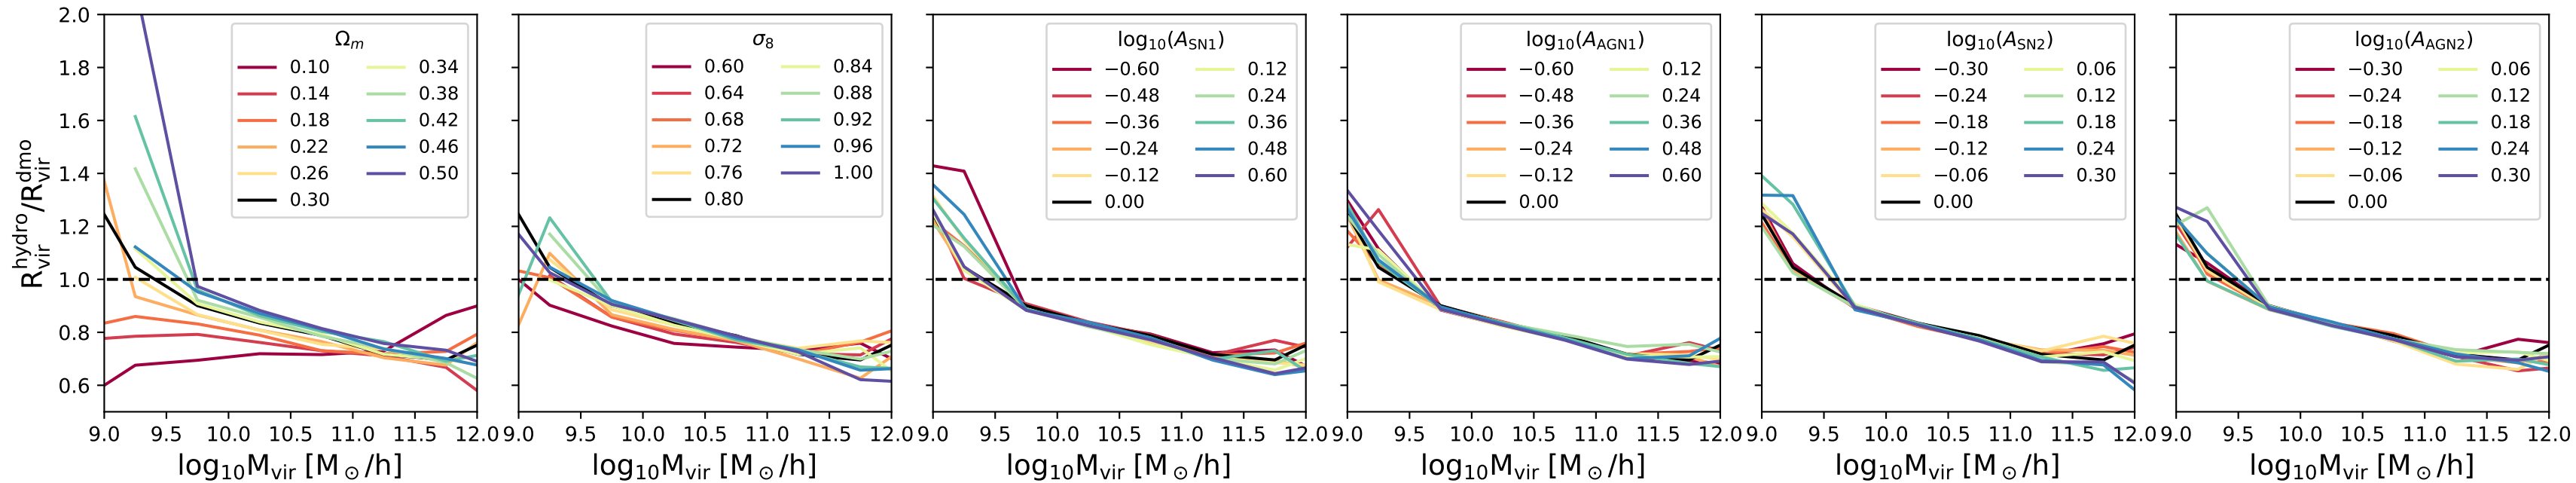 R_vir^hydro/R_vir^dmo
2.0
1.8
1.6
1.4
1.2
1.0
0.8
0.6
Ω_m
0.10 0.34
0.14 0.38
0.18 0.42
0.22 0.46
0.26 0.50
0.30
9.0 9.5 10.0 10.5 11.0 11.5 12.0
log₁₀M_vir [M_⊙/h]
σ_8
0.60 0.84
0.64 0.88
0.68 0.92
0.72 0.96
0.76 1.00
0.80
9.0 9.5 10.0 10.5 11.0 11.5 12.0
log₁₀M_vir [M_⊙/h]
log₁₀(A_SN1)
−0.60 0.12
−0.48 0.24
−0.36 0.36
−0.24 0.48
−0.12 0.60
0.00
9.0 9.5 10.0 10.5 11.0 11.5 12.0
log₁₀M_vir [M_⊙/h]
log₁₀(A_AGN1)
−0.60 0.12
−0.48 0.24
−0.36 0.36
−0.24 0.48
−0.12 0.60
0.00
9.0 9.5 10.0 10.5 11.0 11.5 12.0
log₁₀M_vir [M_⊙/h]
log₁₀(A_SN2)
−0.30 0.06
−0.24 0.12
−0.18 0.18
−0.12 0.24
−0.06 0.30
0.00
9.0 9.5 10.0 10.5 11.0 11.5 12.0
log₁₀M_vir [M_⊙/h]
log₁₀(A_AGN2)
−0.30 0.06
−0.24 0.12
−0.18 0.18
−0.12 0.24
−0.06 0.30
0.00
9.0 9.5 10.0 10.5 11.0 11.5 12.0
log₁₀M_vir [M_⊙/h]